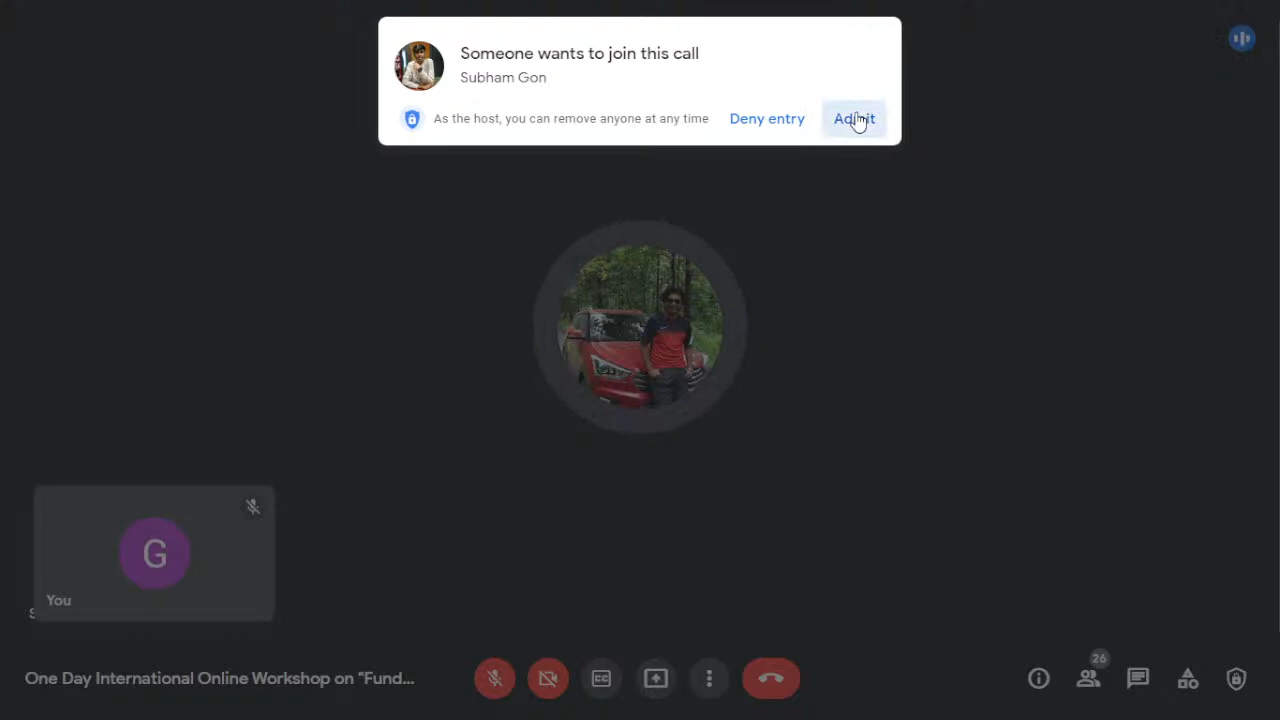 Someone wants to join this call
Subham Gon
As the host, you can remove anyone at any time
Deny entry
Admit
G
You
One Day International Online Workshop on "Fund...
CC
26